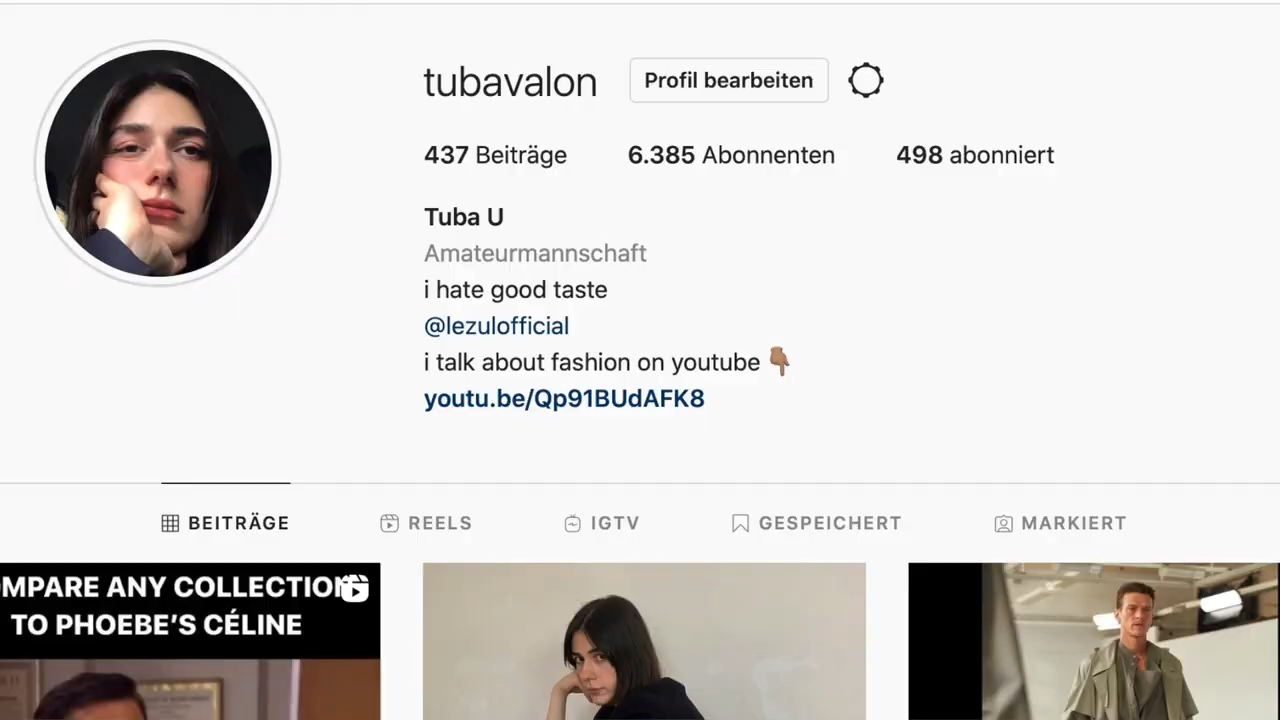 tubavalon Profil bearbeiten
437 Beiträge 6.385 Abonnenten 498 abonniert
Tuba U
Amateurmannschaft
i hate good taste
@lezulofficial
i talk about fashion on youtube 👇🏽
youtu.be/Qp91BUdAFK8
BEITRÄGE REELS IGTV GESPEICHERT MARKIERT
MPARE ANY COLLECTION
TO PHOEBE'S CÉLINE